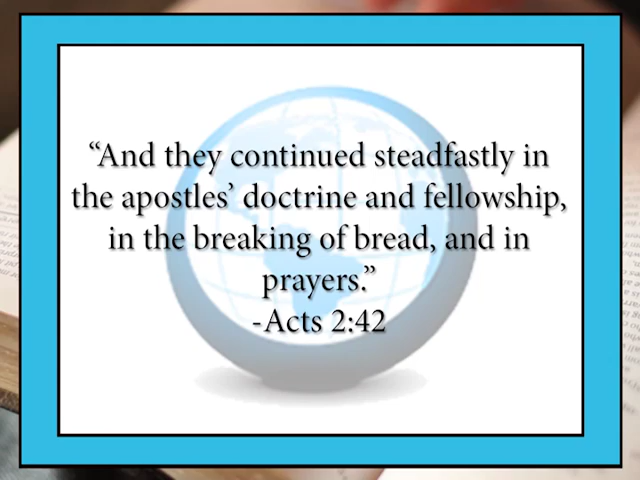 “And they continued steadfastly in
the apostles’ doctrine and fellowship,
in the breaking of bread, and in
prayers.”
-Acts 2:42